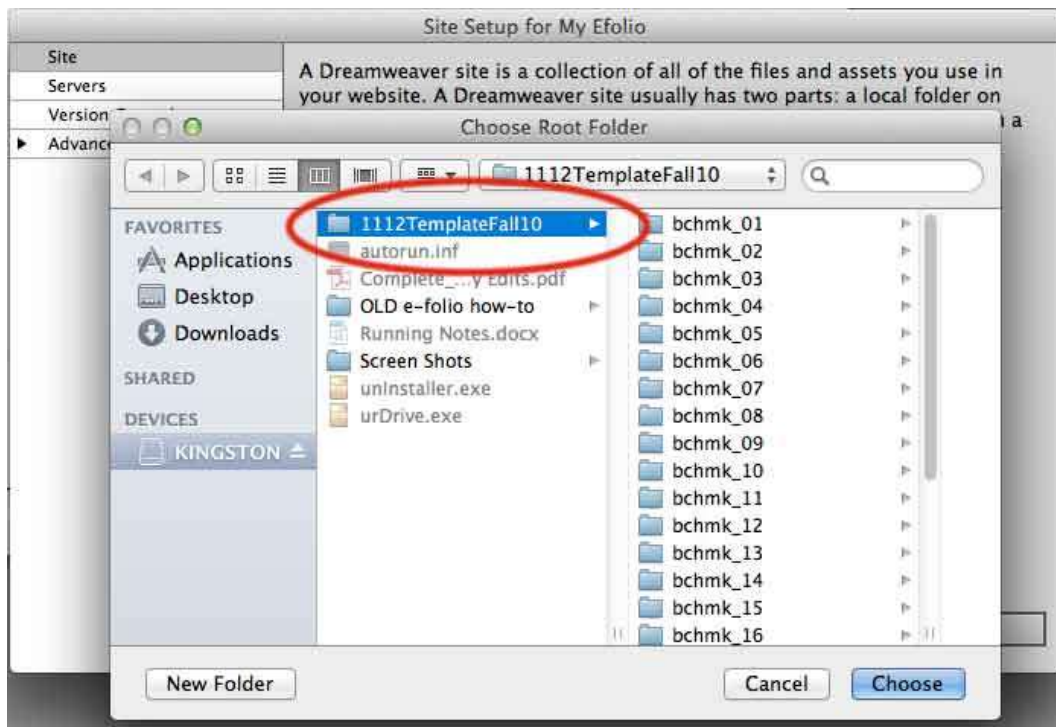 Site Setup for My Efolio
Site
Servers
Version
Advance
A Dreamweaver site is a collection of all of the files and assets you use in
your website. A Dreamweaver site usually has two parts: a local folder on
a
Choose Root Folder
1112TemplateFall10
FAVORITES
Applications
Desktop
Downloads
SHARED
DEVICES
KINGSTON
1112TemplateFall10
autorun.inf
Complete_...y Edits.pdf
OLD e-folio how-to
Running Notes.docx
Screen Shots
uninstaller.exe
urDrive.exe
bchmk_01
bchmk_02
bchmk_03
bchmk_04
bchmk_05
bchmk_06
bchmk_07
bchmk_08
bchmk_09
bchmk_10
bchmk_11
bchmk_12
bchmk_13
bchmk_14
bchmk_15
bchmk_16
New Folder
Cancel
Choose